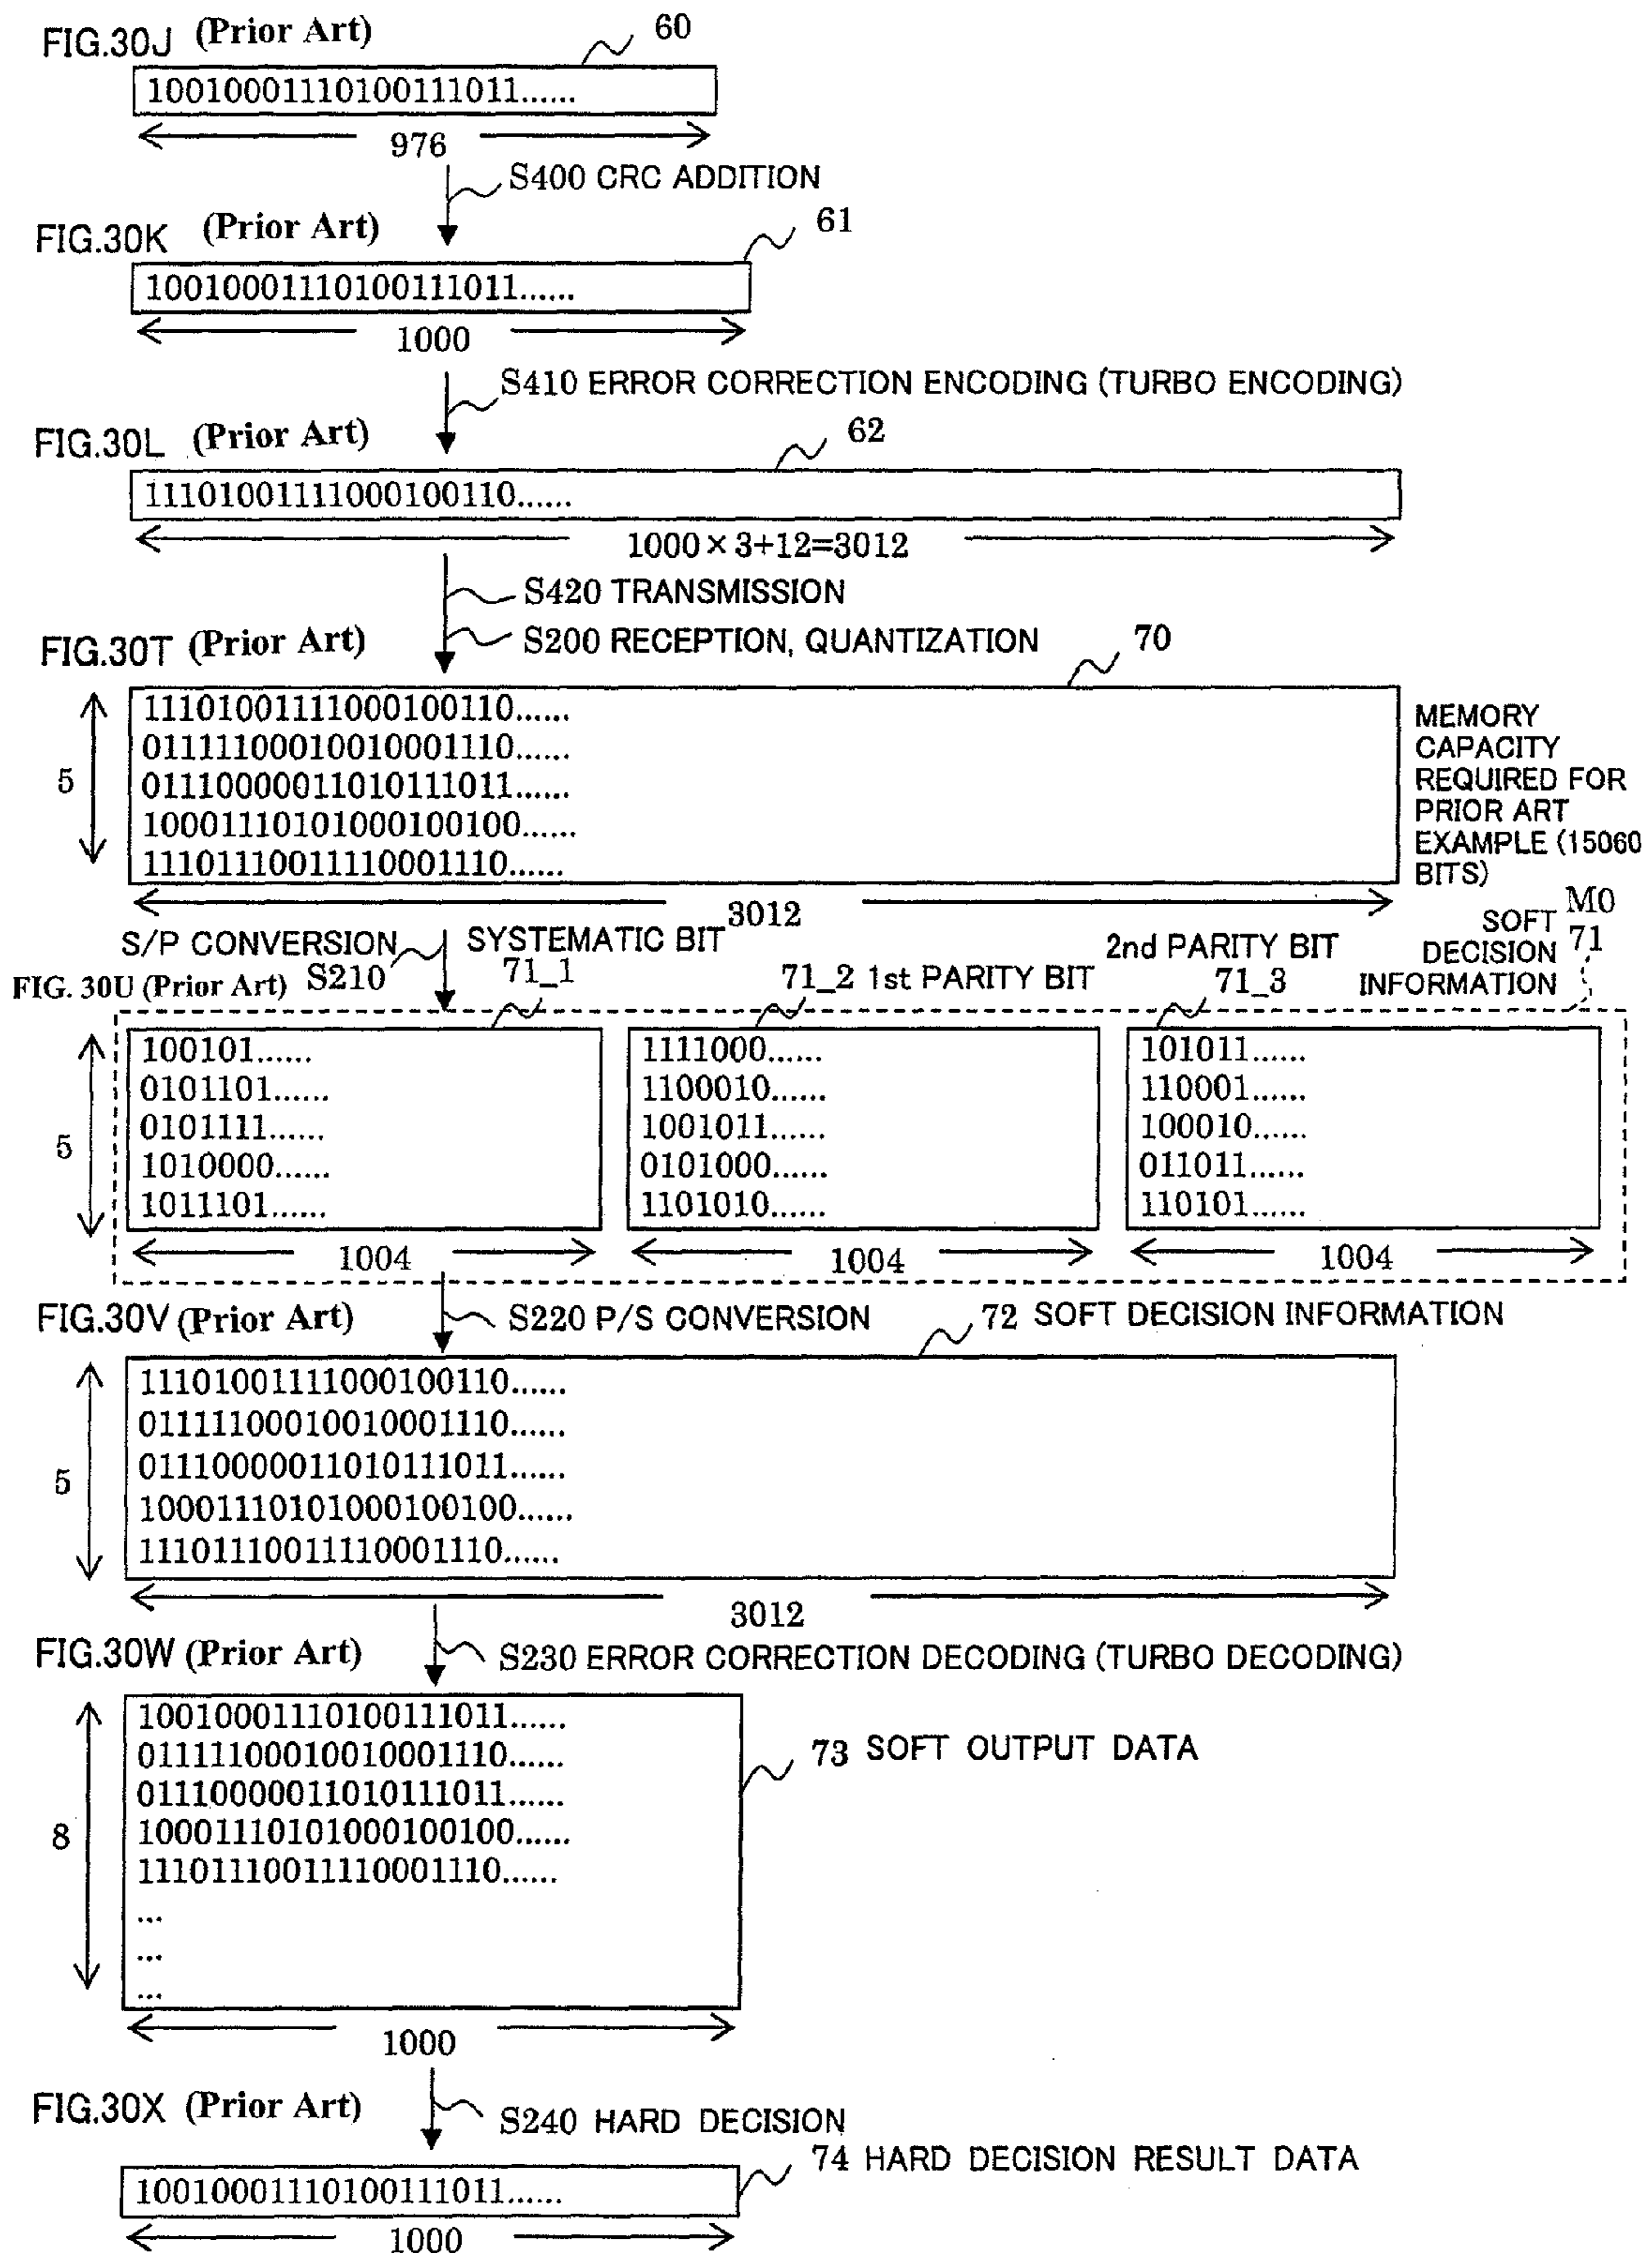 FIG.30J (Prior Art)
60
10010001110100111011......
976
S400 CRC ADDITION
FIG.30K (Prior Art)
61
10010001110100111011......
1000
S410 ERROR CORRECTION ENCODING (TURBO ENCODING)
FIG.30L (Prior Art)
62
11101001111000100110......
1000×3+12=3012
S420 TRANSMISSION
FIG.30T (Prior Art)
S200 RECEPTION, QUANTIZATION
70
5
11101001111000100110......
01111100010010001110......
01110000011010111011......
10001110101000100100......
11101110011110001110......
MEMORY
CAPACITY
REQUIRED FOR
PRIOR ART
EXAMPLE (15060
BITS)
3012
M0
S/P CONVERSION
S210
SYSTEMATIC BIT
71_1
71_2 1st PARITY BIT
2nd PARITY BIT
71_3
SOFT
DECISION
INFORMATION
71
FIG. 30U (Prior Art)
5
100101......
0101101......
0101111......
1010000......
1011101......
1004
1111000......
1100010......
1001011......
0101000......
1101010......
1004
101011......
110001......
100010......
011011......
110101......
1004
FIG.30V (Prior Art)
S220 P/S CONVERSION
72 SOFT DECISION INFORMATION
5
11101001111000100110......
01111100010010001110......
01110000011010111011......
10001110101000100100......
11101110011110001110......
3012
FIG.30W (Prior Art)
S230 ERROR CORRECTION DECODING (TURBO DECODING)
8
10010001110100111011......
01111100010010001110......
01110000011010111011......
10001110101000100100......
11101110011110001110......
...
...
...
73 SOFT OUTPUT DATA
1000
FIG.30X (Prior Art)
S240 HARD DECISION
74 HARD DECISION RESULT DATA
10010001110100111011......
1000